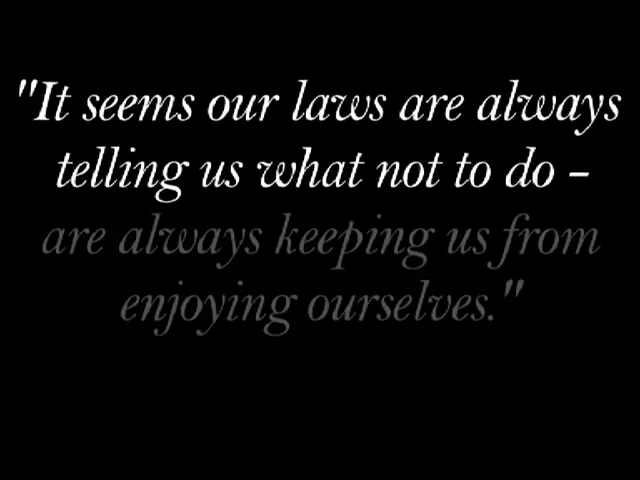 "It seems our laws are always
telling us what not to do –
are always keeping us from
enjoying ourselves."